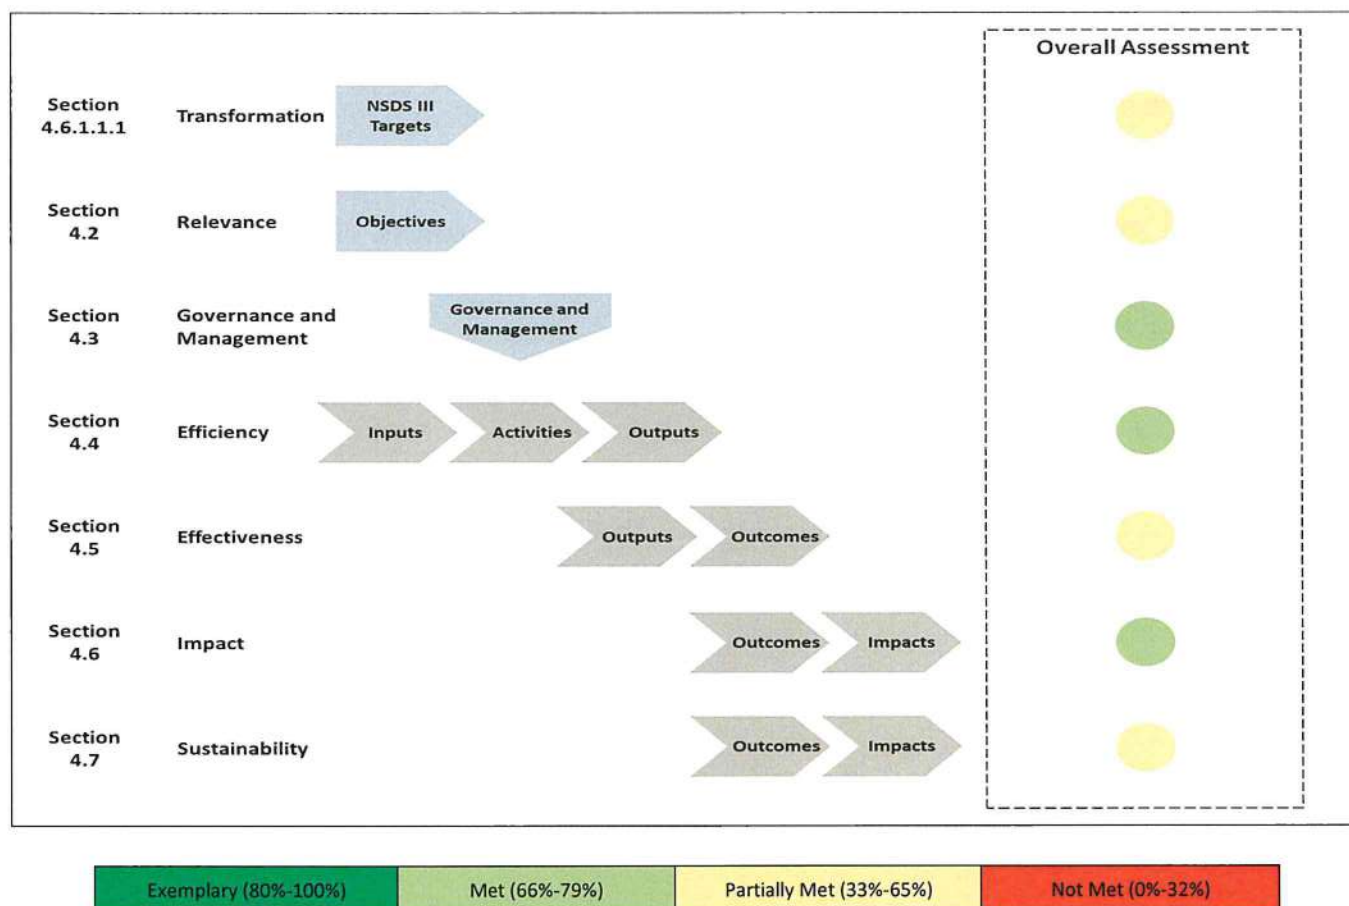 Overall Assessment
Section
4.6.1.1.1
Transformation
NSDS III
Targets
Section
4.2
Relevance
Objectives
Section
4.3
Governance and
Management
Governance and
Management
Section
4.4
Efficiency
Inputs
Activities
Outputs
Section
4.5
Effectiveness
Outputs
Outcomes
Section
4.6
Impact
Outcomes
Impacts
Section
4.7
Sustainability
Outcomes
Impacts
Exemplary (80%-100%)
Met (66%-79%)
Partially Met (33%-65%)
Not Met (0%-32%)